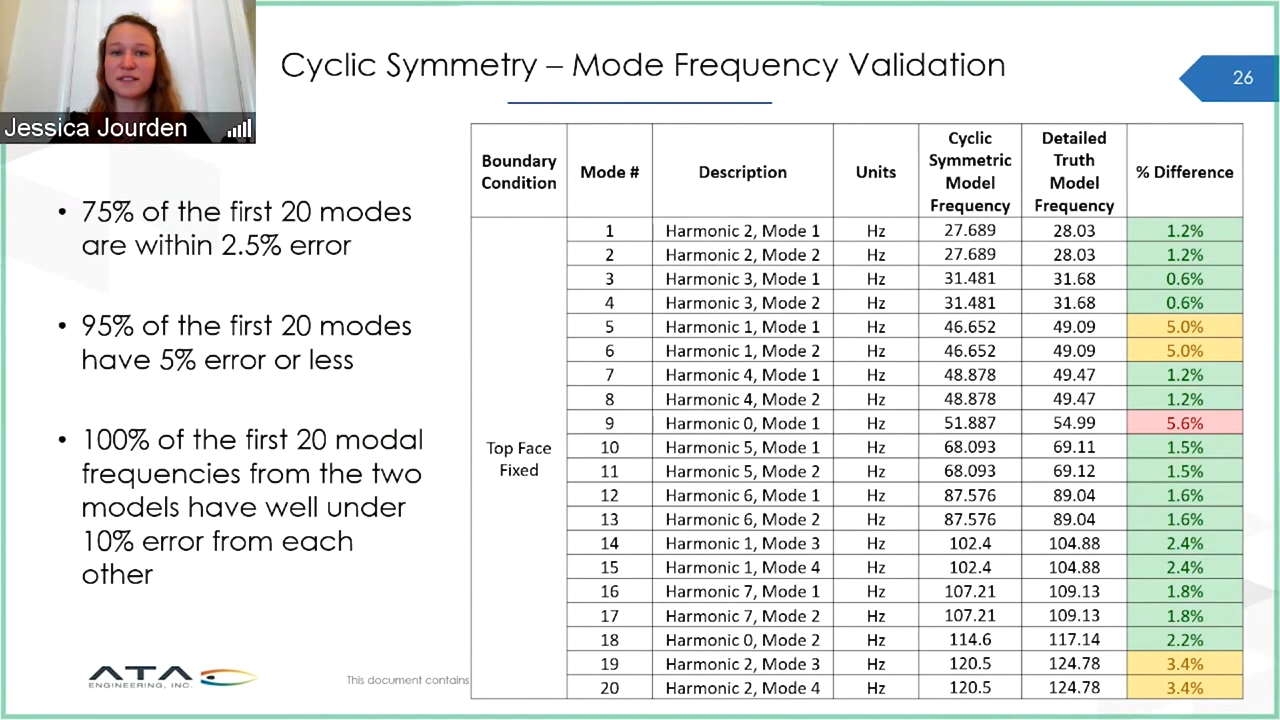 Jessica Jourden
Cyclic Symmetry – Mode Frequency Validation
26
• 75% of the first 20 modes
are within 2.5% error
• 95% of the first 20 modes
have 5% error or less
• 100% of the first 20 modal
frequencies from the two
models have well under
10% error from each
other
Boundary Condition Mode # Description Units Cyclic Symmetric Model Frequency Detailed Truth Model Frequency % Difference
Top Face Fixed
1 Harmonic 2, Mode 1 Hz 27.689 28.03 1.2%
2 Harmonic 2, Mode 2 Hz 27.689 28.03 1.2%
3 Harmonic 3, Mode 1 Hz 31.481 31.68 0.6%
4 Harmonic 3, Mode 2 Hz 31.481 31.68 0.6%
5 Harmonic 1, Mode 1 Hz 46.652 49.09 5.0%
6 Harmonic 1, Mode 2 Hz 46.652 49.09 5.0%
7 Harmonic 4, Mode 1 Hz 48.878 49.47 1.2%
8 Harmonic 4, Mode 2 Hz 48.878 49.47 1.2%
9 Harmonic 0, Mode 1 Hz 51.887 54.99 5.6%
10 Harmonic 5, Mode 1 Hz 68.093 69.11 1.5%
11 Harmonic 5, Mode 2 Hz 68.093 69.12 1.5%
12 Harmonic 6, Mode 1 Hz 87.576 89.04 1.6%
13 Harmonic 6, Mode 2 Hz 87.576 89.04 1.6%
14 Harmonic 1, Mode 3 Hz 102.4 104.88 2.4%
15 Harmonic 1, Mode 4 Hz 102.4 104.88 2.4%
16 Harmonic 7, Mode 1 Hz 107.21 109.13 1.8%
17 Harmonic 7, Mode 2 Hz 107.21 109.13 1.8%
18 Harmonic 0, Mode 2 Hz 114.6 117.14 2.2%
19 Harmonic 2, Mode 3 Hz 120.5 124.78 3.4%
20 Harmonic 2, Mode 4 Hz 120.5 124.78 3.4%
ATA
ENGINEERING, INC.
This document contains